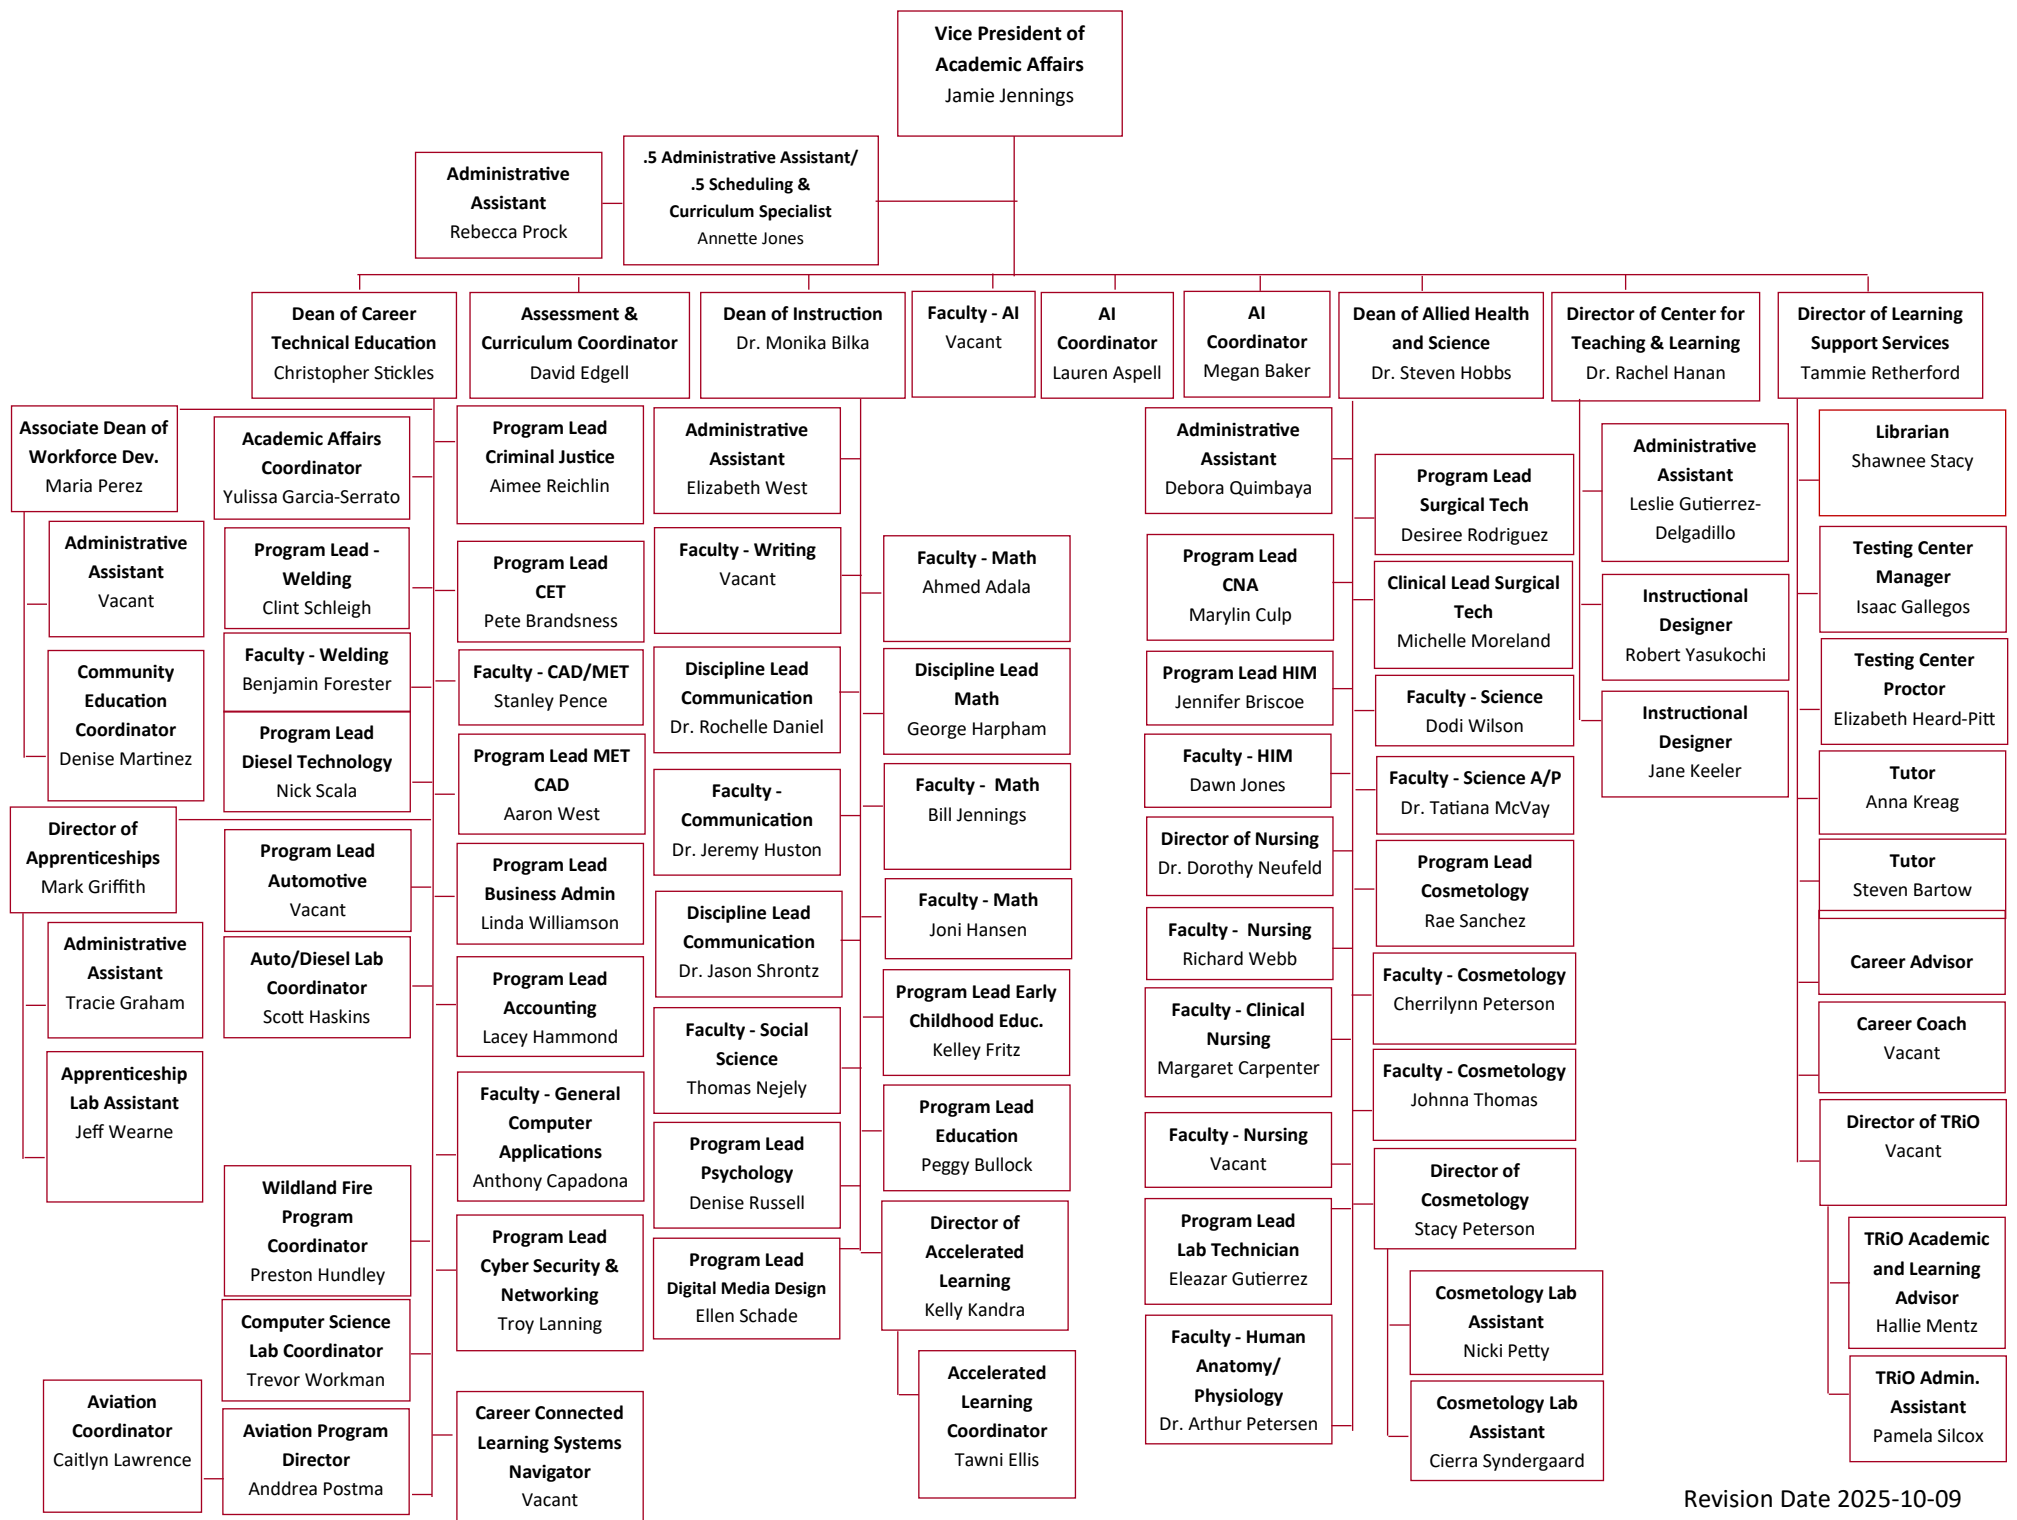 Vice President of
Academic Affairs
Jamie Jennings
.5 Administrative Assistant/
.5 Scheduling &
Curriculum Specialist
Annette Jones
Administrative
Assistant
Rebecca Prock
Dean of Career
Technical Education
Christopher Stickles
Assessment &
Curriculum Coordinator
David Edgell
Dean of Instruction
Dr. Monika Bilka
Faculty - AI
Vacant
AI
Coordinator
Lauren Aspell
AI
Coordinator
Megan Baker
Dean of Allied Health
and Science
Dr. Steven Hobbs
Director of Center for
Teaching & Learning
Dr. Rachel Hanan
Director of Learning
Support Services
Tammie Retherford
Associate Dean of
Workforce Dev.
Maria Perez
Administrative
Assistant
Vacant
Community
Education
Coordinator
Denise Martinez
Director of
Apprenticeships
Mark Griffith
Administrative
Assistant
Tracie Graham
Apprenticeship
Lab Assistant
Jeff Wearne
Aviation
Coordinator
Caitlyn Lawrence
Academic Affairs
Coordinator
Yulissa Garcia-Serrato
Program Lead -
Welding
Clint Schleigh
Faculty - Welding
Benjamin Forester
Program Lead
Diesel Technology
Nick Scala
Program Lead
Automotive
Vacant
Auto/Diesel Lab
Coordinator
Scott Haskins
Wildland Fire
Program
Coordinator
Preston Hundley
Computer Science
Lab Coordinator
Trevor Workman
Aviation Program
Director
Anddrea Postma
Program Lead
Criminal Justice
Aimee Reichlin
Program Lead
CET
Pete Brandsness
Faculty - CAD/MET
Stanley Pence
Program Lead MET
CAD
Aaron West
Program Lead
Business Admin
Linda Williamson
Program Lead
Accounting
Lacey Hammond
Faculty - General
Computer
Applications
Anthony Capadona
Program Lead
Cyber Security &
Networking
Troy Lanning
Career Connected
Learning Systems
Navigator
Vacant
Administrative
Assistant
Elizabeth West
Faculty - Writing
Vacant
Discipline Lead
Communication
Dr. Rochelle Daniel
Faculty -
Communication
Dr. Jeremy Huston
Discipline Lead
Communication
Dr. Jason Shrontz
Faculty - Social
Science
Thomas Nejely
Program Lead
Psychology
Denise Russell
Program Lead
Digital Media Design
Ellen Schade
Faculty - Math
Ahmed Adala
Discipline Lead
Math
George Harpham
Faculty - Math
Bill Jennings
Faculty - Math
Joni Hansen
Program Lead Early
Childhood Educ.
Kelley Fritz
Program Lead
Education
Peggy Bullock
Director of
Accelerated
Learning
Kelly Kandra
Accelerated
Learning
Coordinator
Tawni Ellis
Administrative
Assistant
Debora Quimbaya
Program Lead
CNA
Marylin Culp
Program Lead HIM
Jennifer Briscoe
Faculty - HIM
Dawn Jones
Director of Nursing
Dr. Dorothy Neufeld
Faculty - Nursing
Richard Webb
Faculty - Clinical
Nursing
Margaret Carpenter
Faculty - Nursing
Vacant
Program Lead
Lab Technician
Eleazar Gutierrez
Faculty - Human
Anatomy/
Physiology
Dr. Arthur Petersen
Program Lead
Surgical Tech
Desiree Rodriguez
Clinical Lead Surgical
Tech
Michelle Moreland
Faculty - Science
Dodi Wilson
Faculty - Science A/P
Dr. Tatiana McVay
Program Lead
Cosmetology
Rae Sanchez
Faculty - Cosmetology
Cherrilynn Peterson
Faculty - Cosmetology
Johnna Thomas
Director of
Cosmetology
Stacy Peterson
Cosmetology Lab
Assistant
Nicki Petty
Cosmetology Lab
Assistant
Cierra Syndergaard
Administrative
Assistant
Leslie Gutierrez-
Delgadillo
Instructional
Designer
Robert Yasukochi
Instructional
Designer
Jane Keeler
Librarian
Shawnee Stacy
Testing Center
Manager
Isaac Gallegos
Testing Center
Proctor
Elizabeth Heard-Pitt
Tutor
Anna Kreag
Tutor
Steven Bartow
Career Advisor
Career Coach
Vacant
Director of TRiO
Vacant
TRiO Academic
and Learning
Advisor
Hallie Mentz
TRiO Admin.
Assistant
Pamela Silcox
Revision Date 2025-10-09